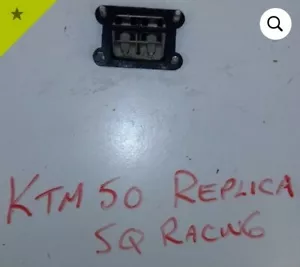 KTM 50 REPLICA
SQ RACING